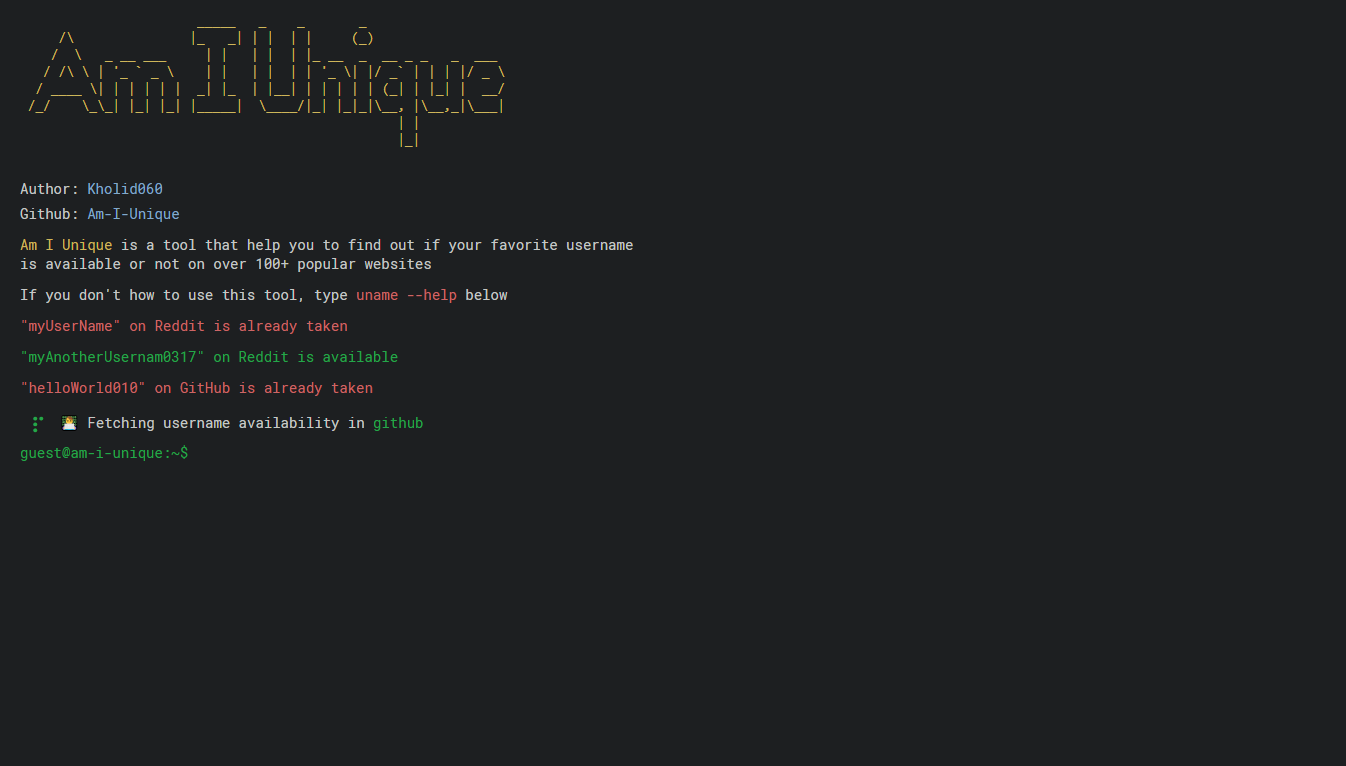 Am I Unique
Author: Kholid060
Github: Am-I-Unique
Am I Unique is a tool that help you to find out if your favorite username
is available or not on over 100+ popular websites
If you don't how to use this tool, type uname --help below
"myUserName" on Reddit is already taken
"myAnotherUsernam0317" on Reddit is available
"helloWorld010" on GitHub is already taken
Fetching username availability in github
guest@am-i-unique:~$